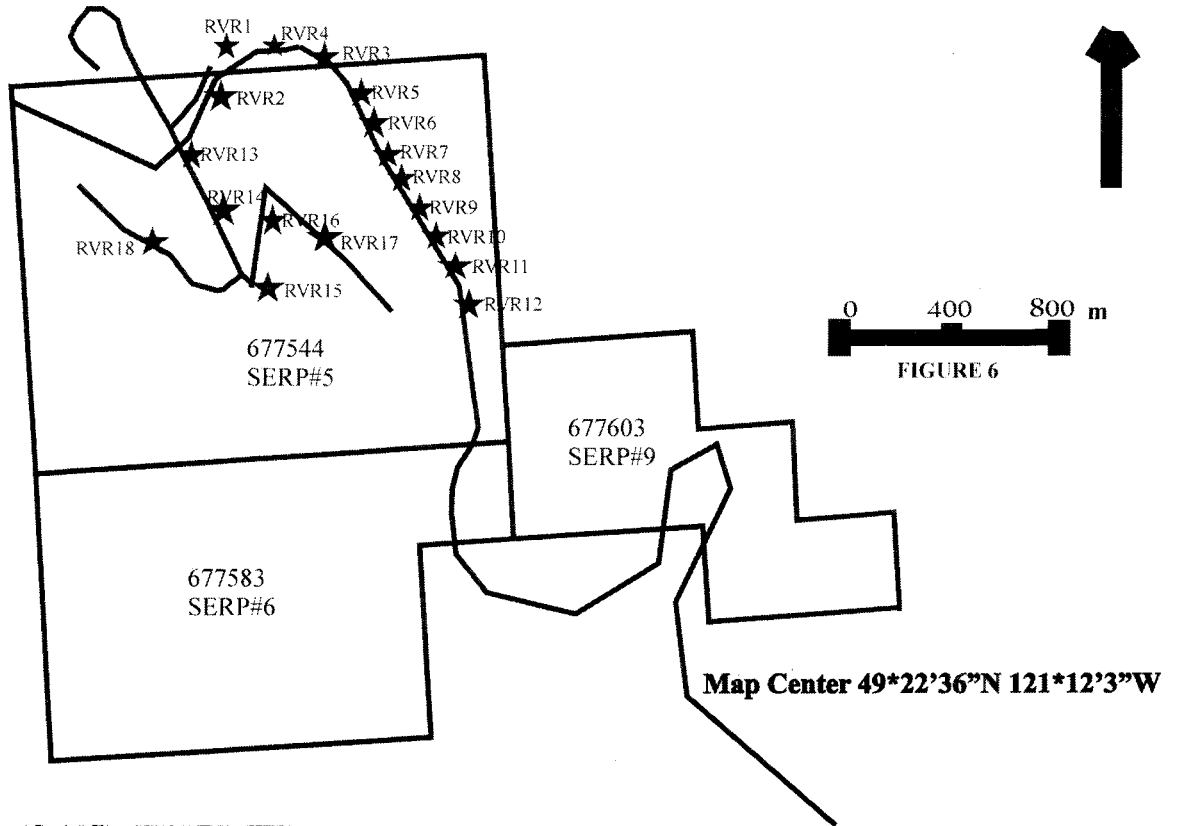 RVR1
RVR4
RVR3
RVR2
RVR5
RVR6
RVR13
RVR7
RVR8
RVR14
RVR9
RVR16
RVR10
RVR18
RVR17
RVR11
RVR15
RVR12
0 400 800 m
FIGURE 6
677544
SERP#5
677603
SERP#9
677583
SERP#6
Map Center 49*22'36"N 121*12'3"W